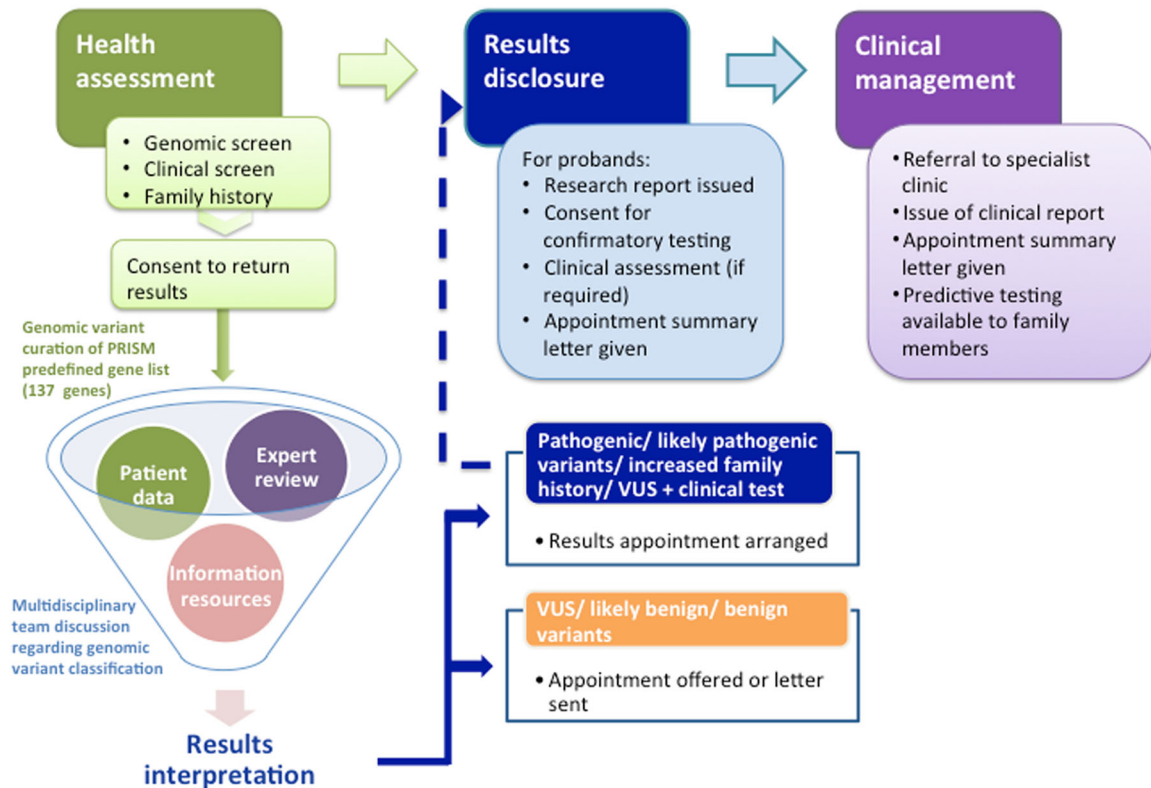 Health
assessment
• Genomic screen
• Clinical screen
• Family history
Consent to return
results
Genomic variant
curation of PRISM
predefined gene list
(137 genes)
Patient
data
Expert
review
Information
resources
Multidisciplinary
team discussion
regarding genomic
variant classification
Results
interpretation
Results
disclosure
For probands:
• Research report issued
• Consent for
confirmatory testing
• Clinical assessment (if
required)
• Appointment summary
letter given
Clinical
management
• Referral to specialist
clinic
• Issue of clinical report
• Appointment summary
letter given
• Predictive testing
available to family
members
Pathogenic/ likely pathogenic
variants/ increased family
history/ VUS + clinical test
• Results appointment arranged
VUS/ likely benign/ benign
variants
• Appointment offered or letter
sent